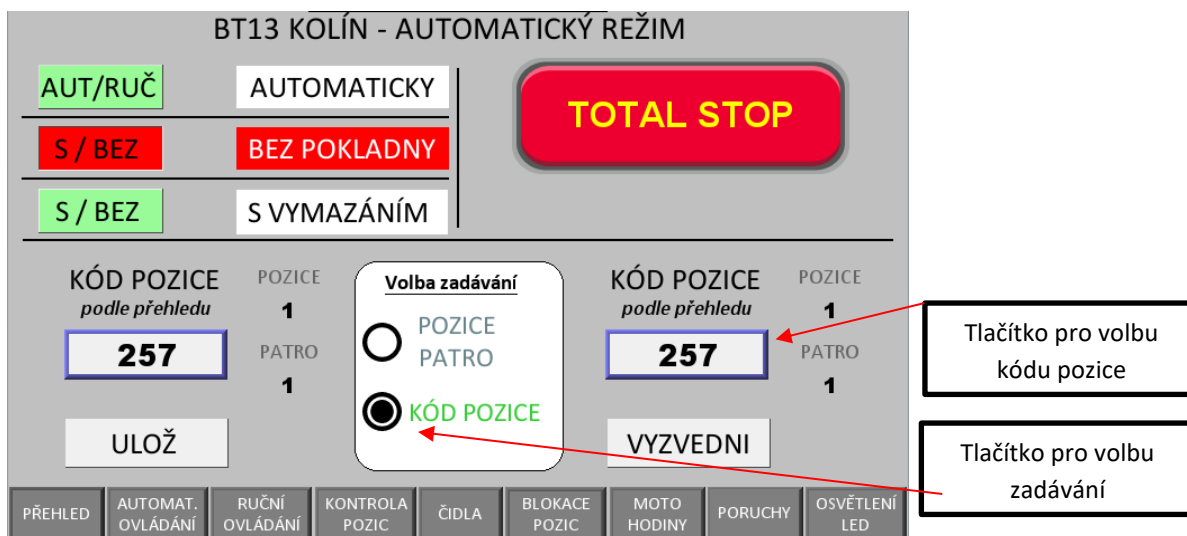 BT13 KOLÍN - AUTOMATICKÝ REŽIM
AUT/RUČ
AUTOMATICKY
TOTAL STOP
S / BEZ
BEZ POKLADNY
S / BEZ
S VYMAZÁNÍM
KÓD POZICE
podle přehledu
257
POZICE
1
PATRO
1
ULOŽ
Volba zadávání
POZICE
PATRO
KÓD POZICE
KÓD POZICE
podle přehledu
257
POZICE
1
PATRO
1
VYZVEDNI
Tlačítko pro volbu
kódu pozice
Tlačítko pro volbu
zadávání
PŘEHLED
AUTOMAT.
OVLÁDÁNÍ
RUČNÍ
OVLÁDÁNÍ
KONTROLA
POZIC
ČIDLA
BLOKACE
POZIC
MOTO
HODINY
PORUCHY
OSVĚTLENÍ
LED